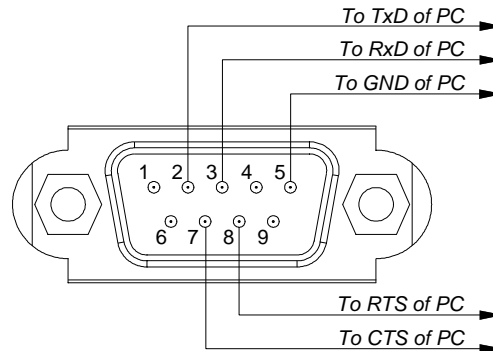 To TxD of PC
To RxD of PC
To GND of PC
1 2 3 4 5
6 7 8 9
To RTS of PC
To CTS of PC